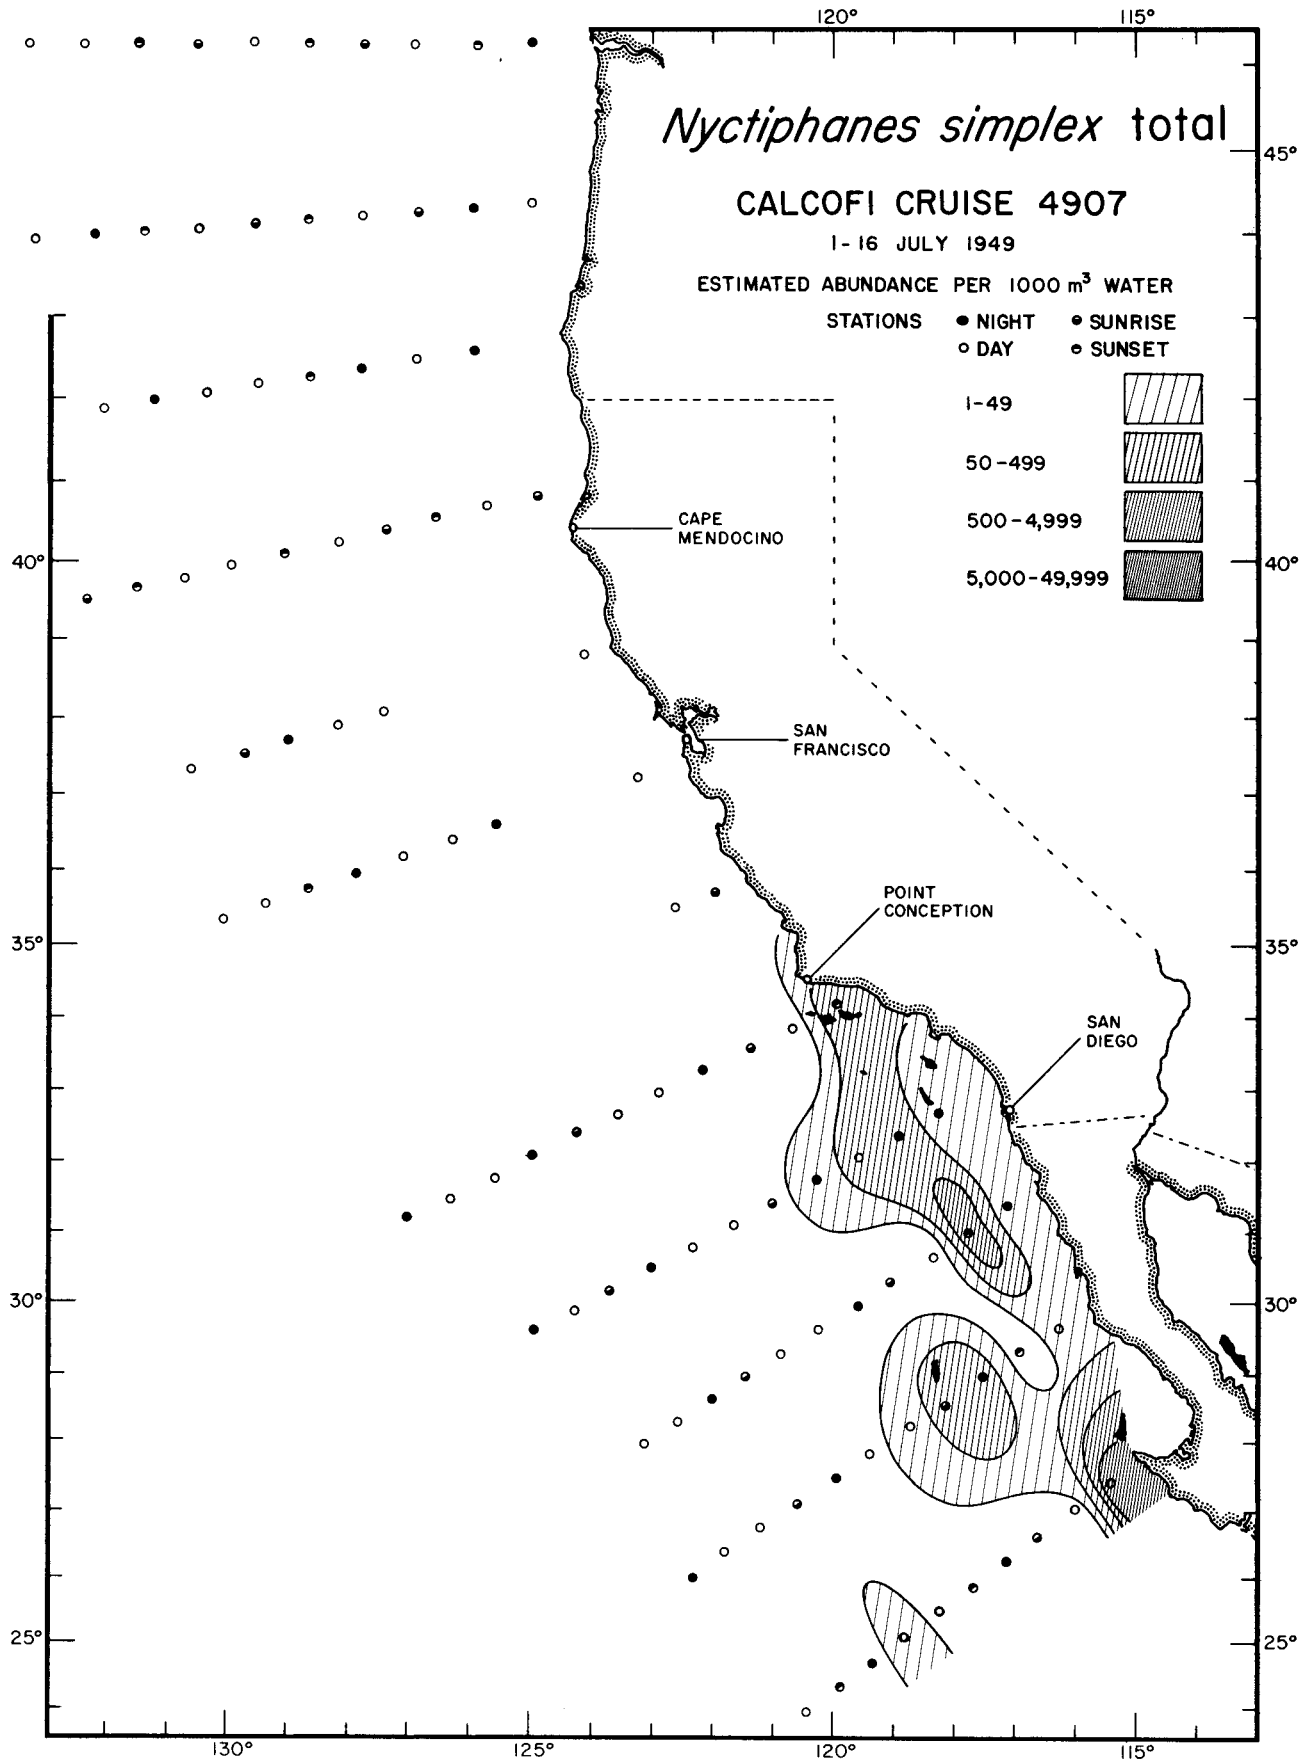 120°
115°
Nyctiphanes simplex total
45°
CALCOFI CRUISE 4907
1-16 JULY 1949
ESTIMATED ABUNDANCE PER 1000 m³ WATER
STATIONS NIGHT SUNRISE
DAY SUNSET
1-49
50-499
500-4,999
5,000-49,999
CAPE
MENDOCINO
40°
40°
SAN
FRANCISCO
POINT
CONCEPTION
35°
35°
SAN
DIEGO
30°
30°
25°
25°
130°
125°
120°
115°